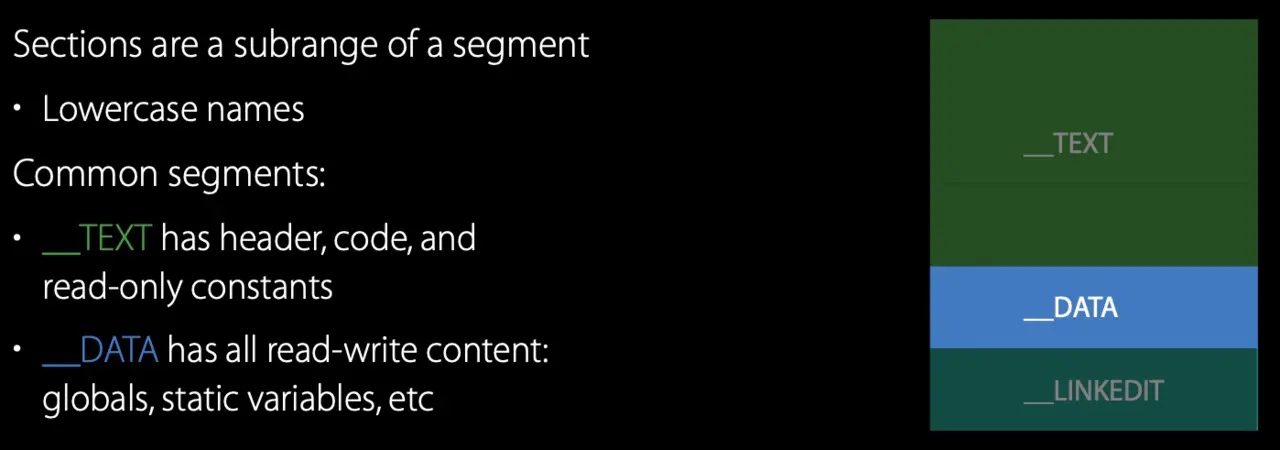 Sections are a subrange of a segment
• Lowercase names
Common segments:
• __TEXT has header, code, and
read-only constants
• __DATA has all read-write content:
globals, static variables, etc
__TEXT
__DATA
__LINKEDIT